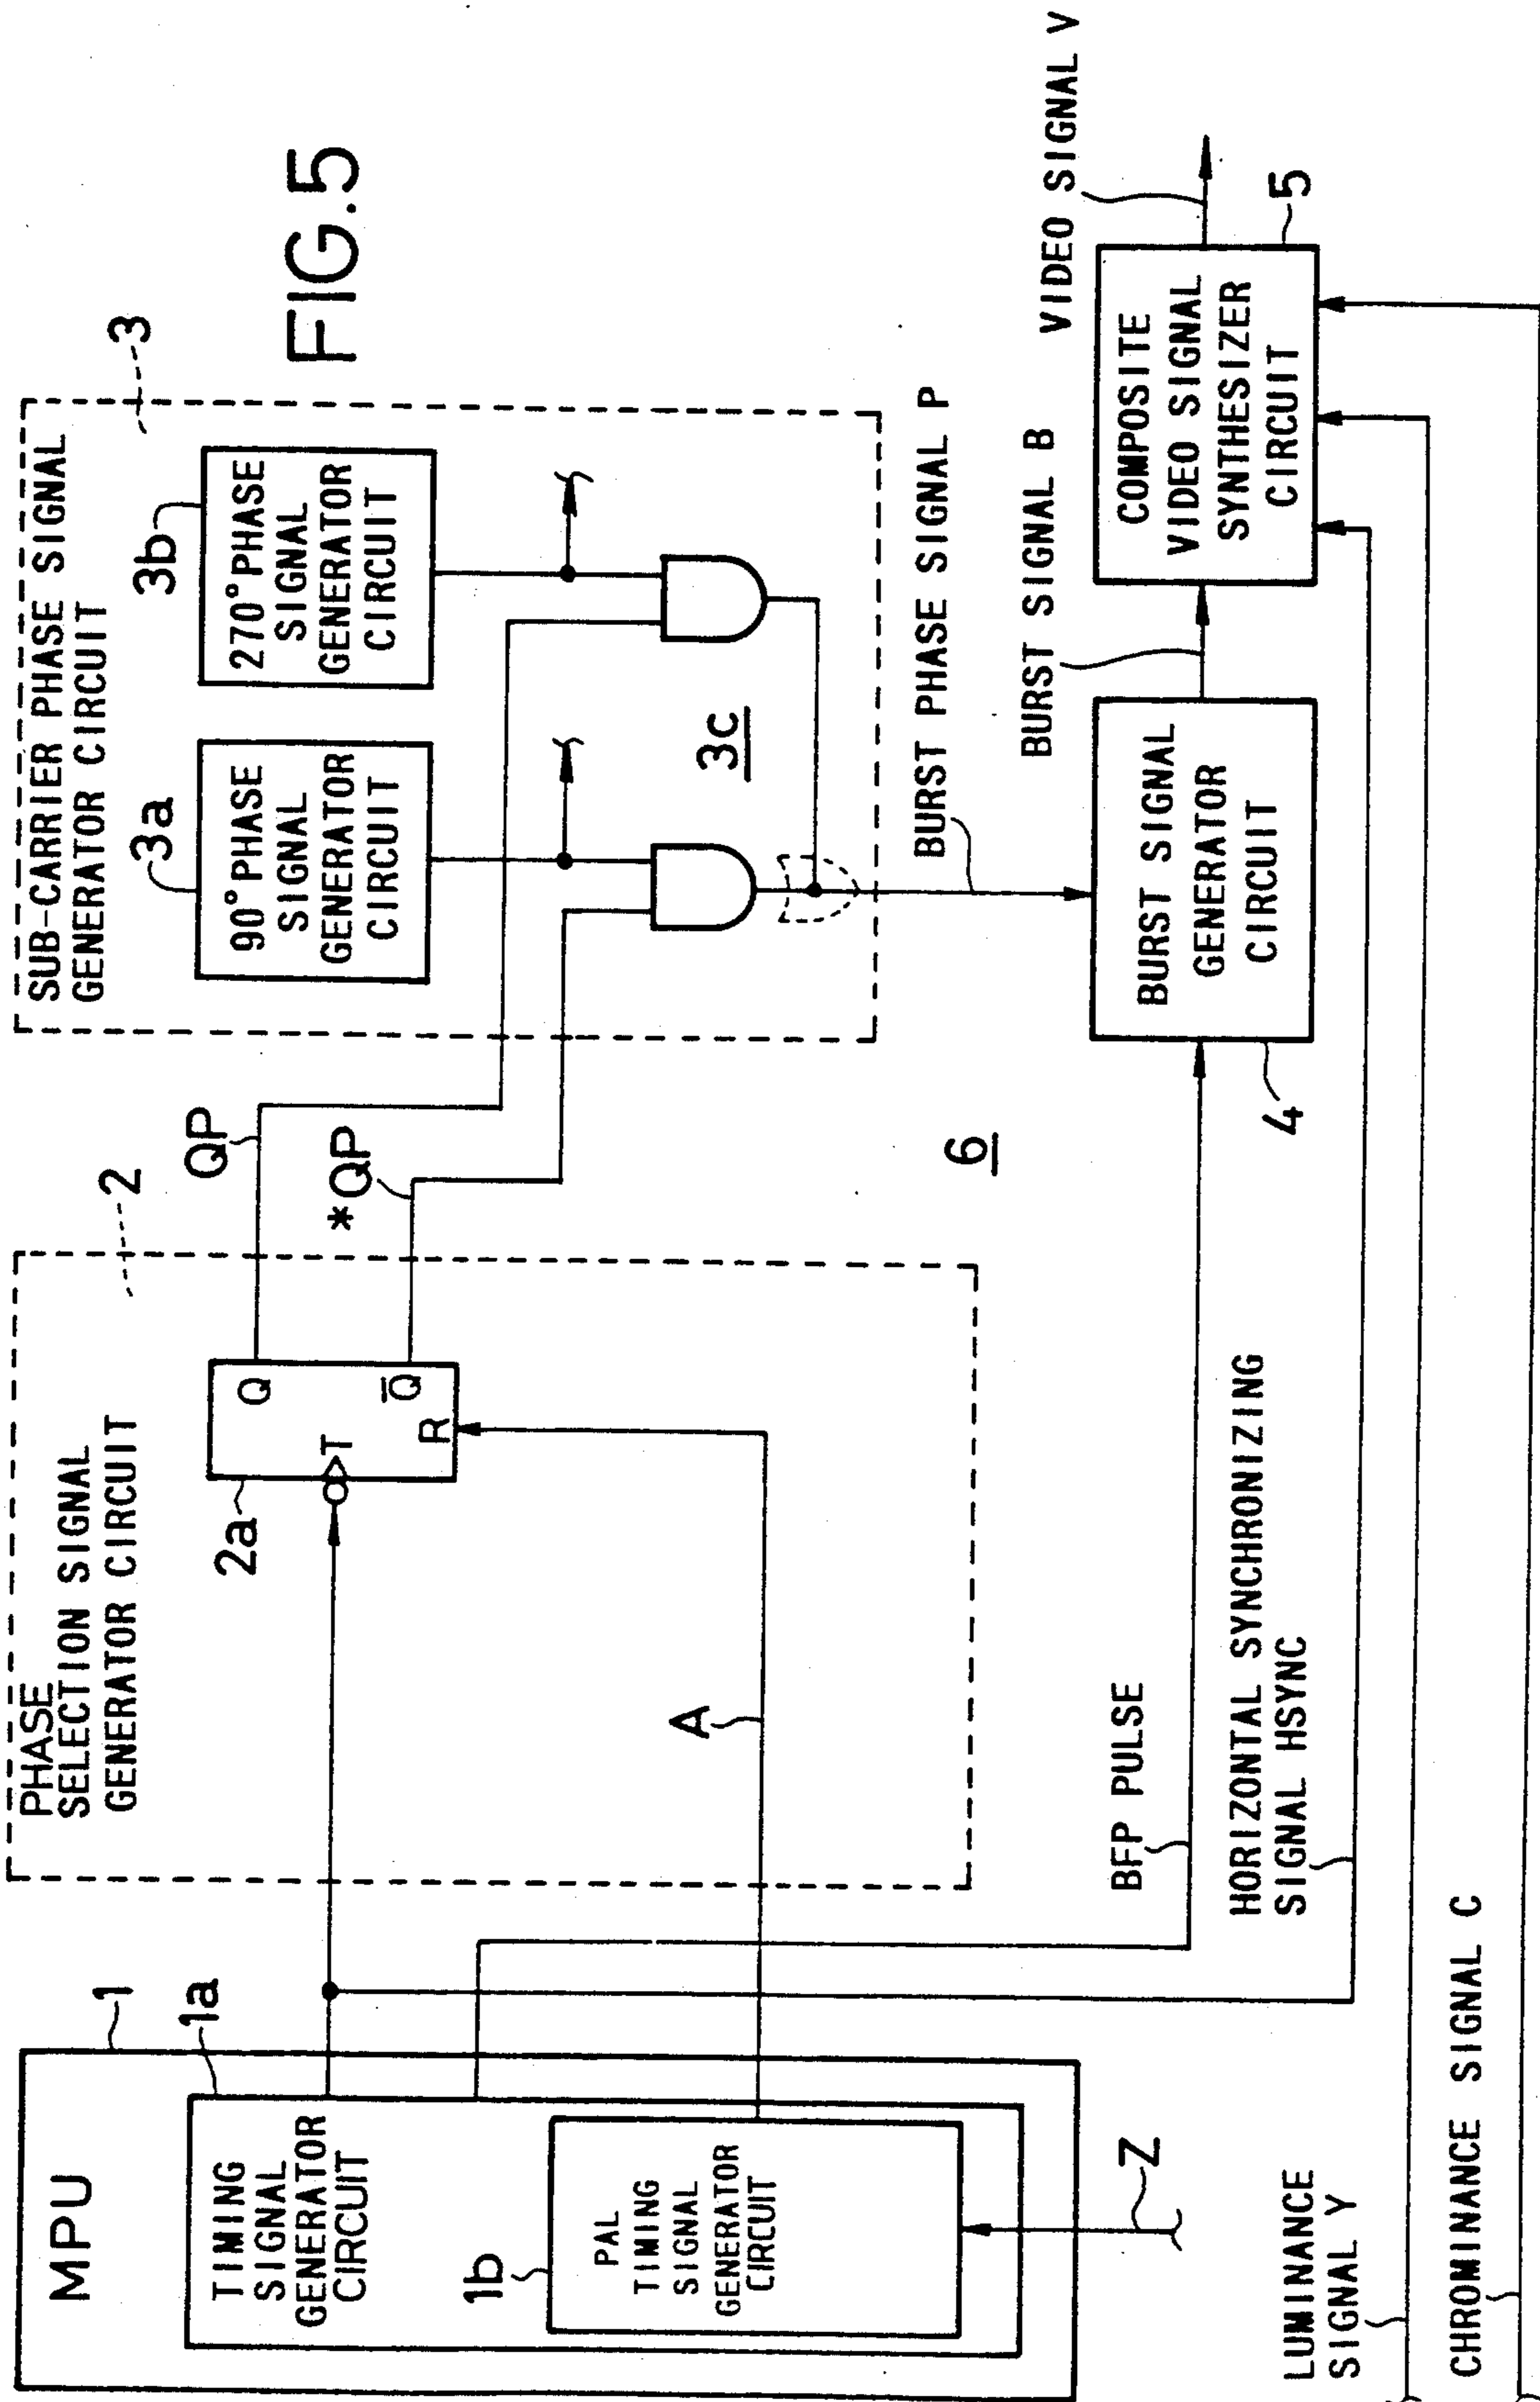 FIG.5
MPU
1
TIMING
SIGNAL
GENERATOR
CIRCUIT
1a
1b
PAL
TIMING
SIGNAL
GENERATOR
CIRCUIT
Z
PHASE
SELECTION SIGNAL
GENERATOR CIRCUIT
2
2a
T
Q
Q̅
R
A
QP
*QP
SUB-CARRIER PHASE SIGNAL
GENERATOR CIRCUIT
3
3a
90° PHASE
SIGNAL
GENERATOR
CIRCUIT
3b
270° PHASE
SIGNAL
GENERATOR
CIRCUIT
3c
BURST PHASE SIGNAL P
6
BFP PULSE
HORIZONTAL SYNCHRONIZING
SIGNAL HSYNC
BURST SIGNAL
GENERATOR
CIRCUIT
4
BURST SIGNAL B
COMPOSITE
VIDEO SIGNAL
SYNTHESIZER
CIRCUIT
5
VIDEO SIGNAL V
LUMINANCE
SIGNAL Y
CHROMINANCE SIGNAL C